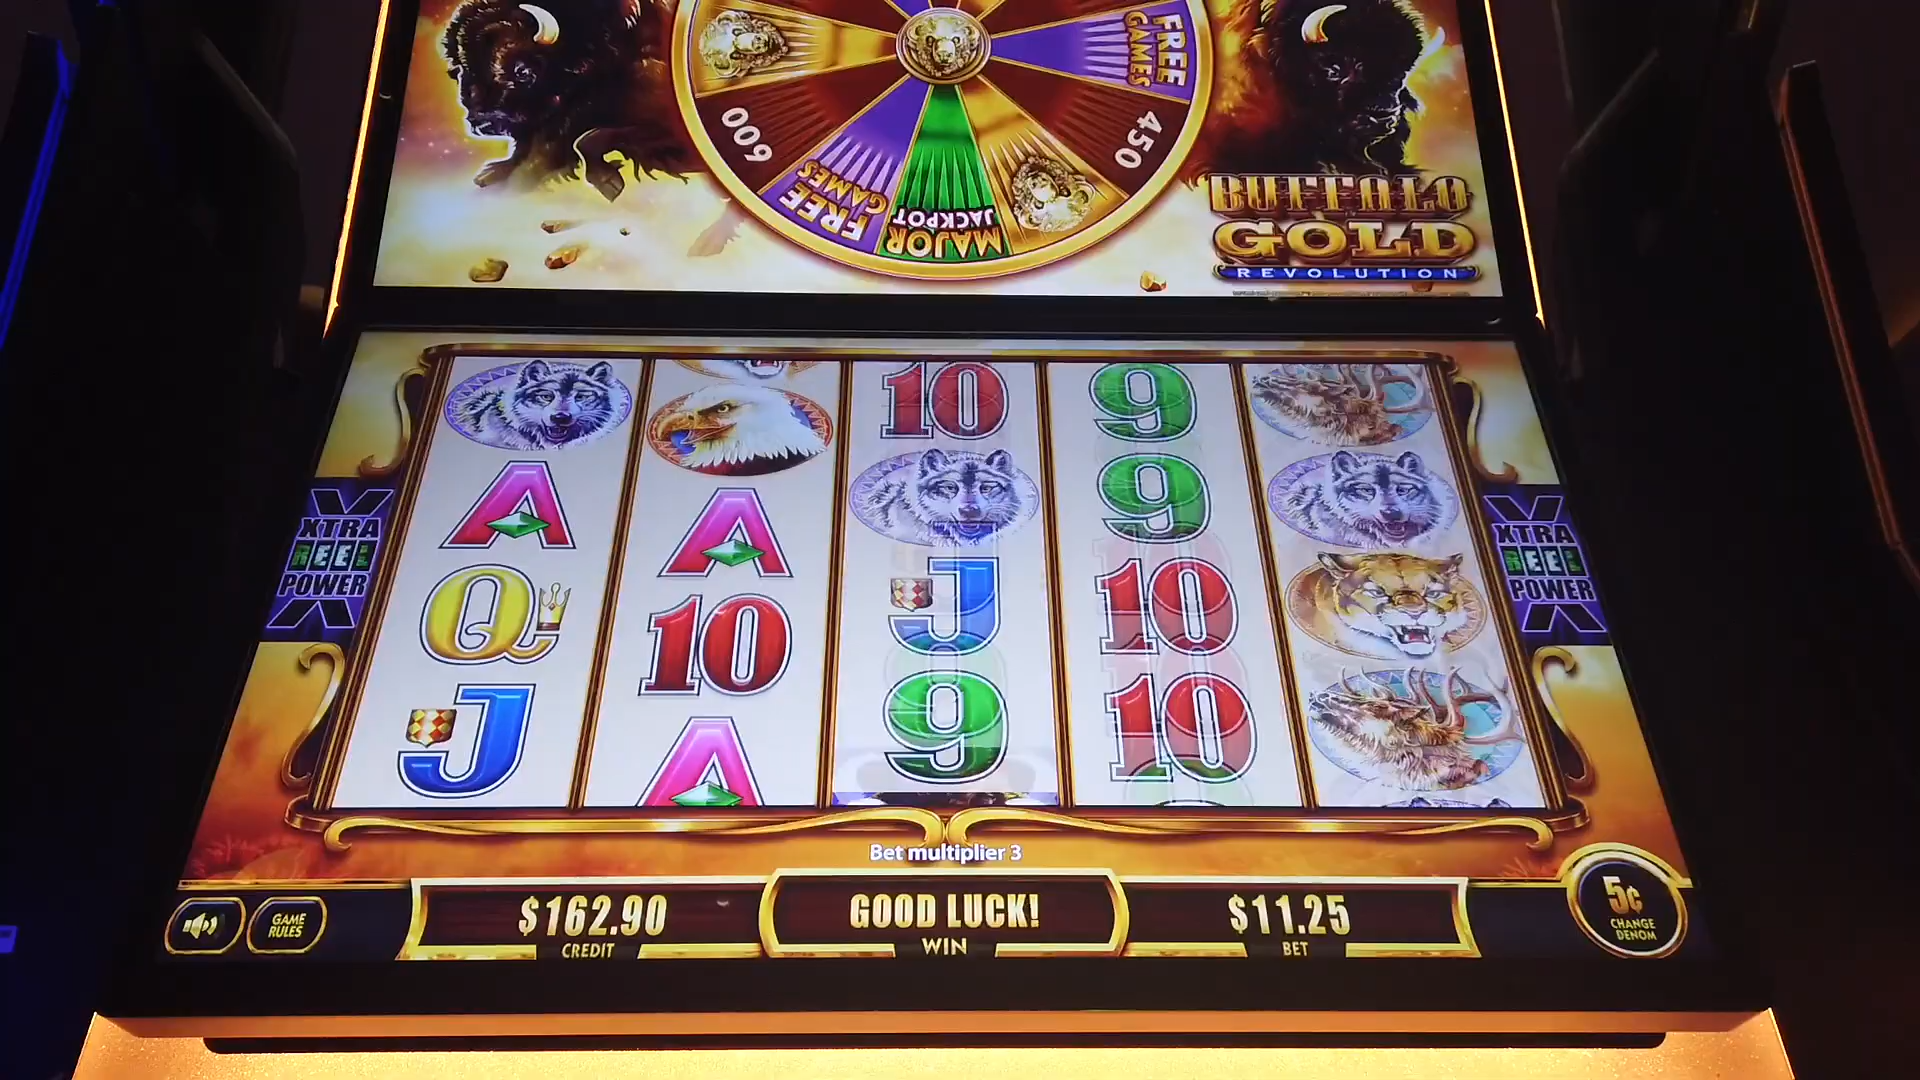 FREE
GAMES
600
450
FREE
GAMES
MAJOR
JACKPOT
BUFFALO
GOLD
REVOLUTION
10
9
A
9
XTRA
REEL
POWER
XTRA
REEL
POWER
A
Q
10
J
10
J
9
10
A
Bet multiplier 3
GAME
RULES
$162.90
CREDIT
GOOD LUCK!
WIN
$11.25
BET
5¢
CHANGE
DENOM